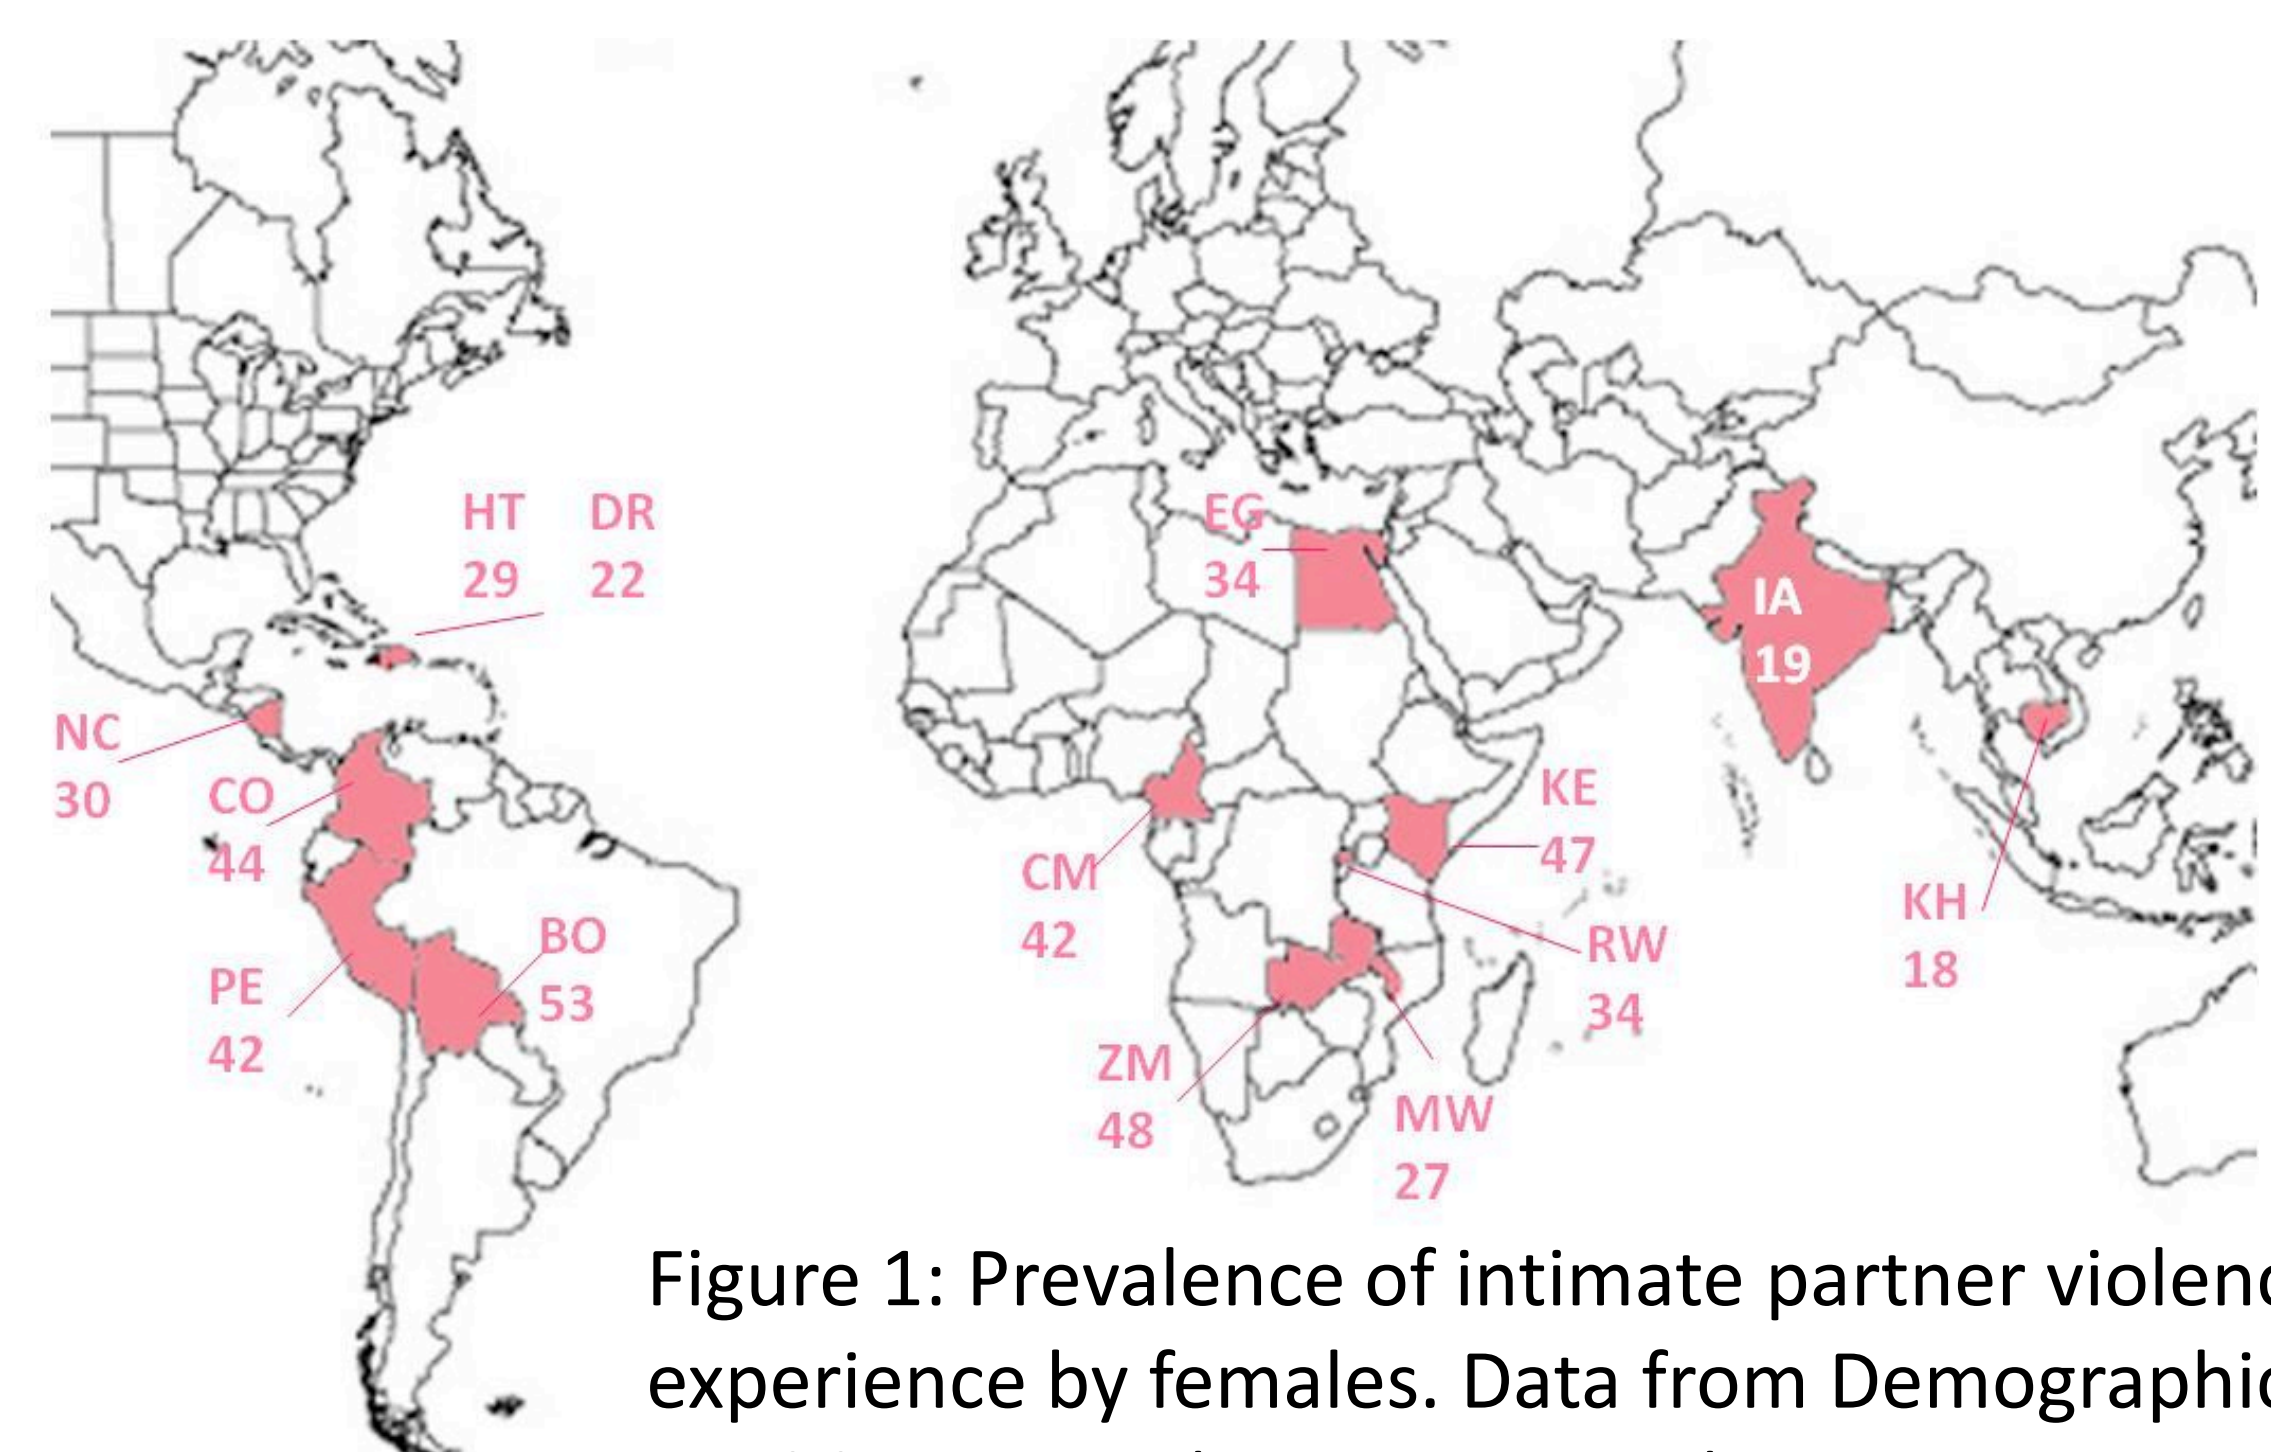 HT DR
29 22
EG
34
IA
19
NC
30
CO
44
KE
47
CM
42
KH
18
BO
53
RW
34
PE
42
ZM
48
MW
27
Figure 1: Prevalence of intimate partner violenc
experience by females. Data from Demographic